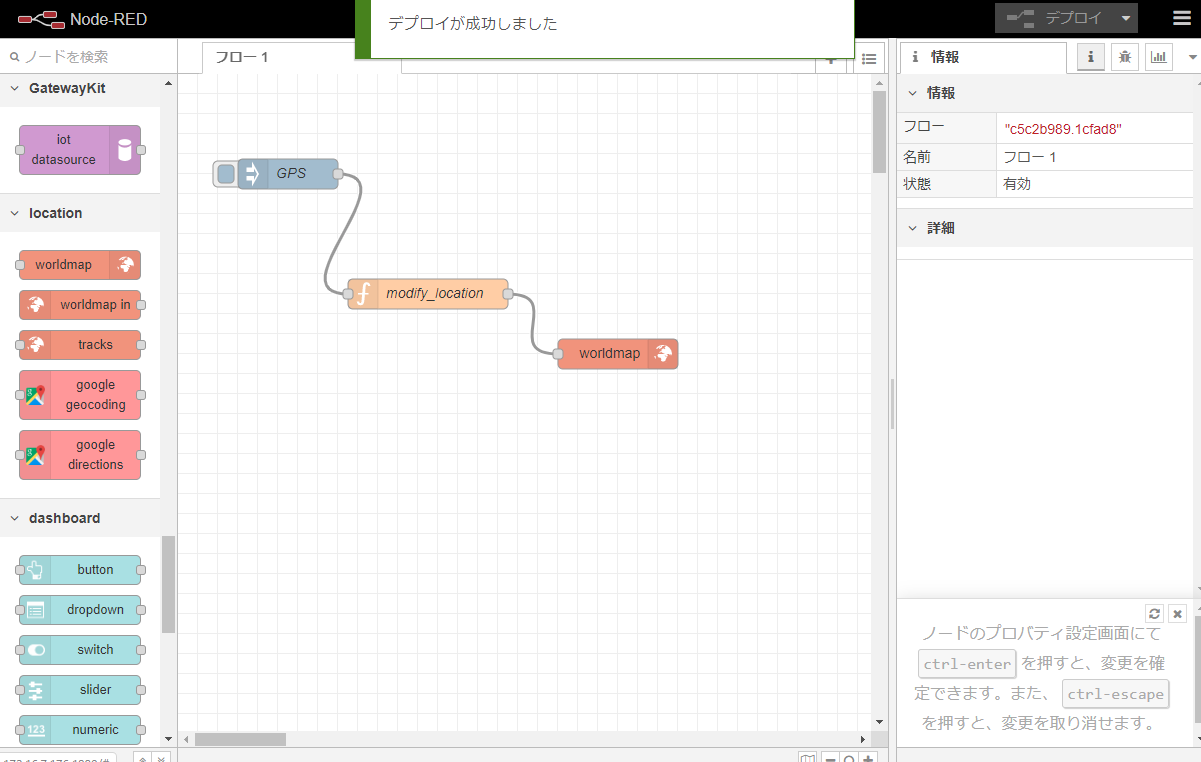 Node-RED
デプロイが成功しました
デプロイ
ノードを検索
フロー 1
情報
GatewayKit
iot
datasource
location
worldmap
worldmap in
tracks
google
geocoding
google
directions
dashboard
button
dropdown
switch
slider
numeric
GPS
modify_location
worldmap
情報
フロー "c5c2b989.1cfad8"
名前 フロー 1
状態 有効
詳細
ノードのプロパティ設定画面にて
ctrl-enter を押すと、変更を確
定できます。また、 ctrl-escape
を押すと、変更を取り消せます。